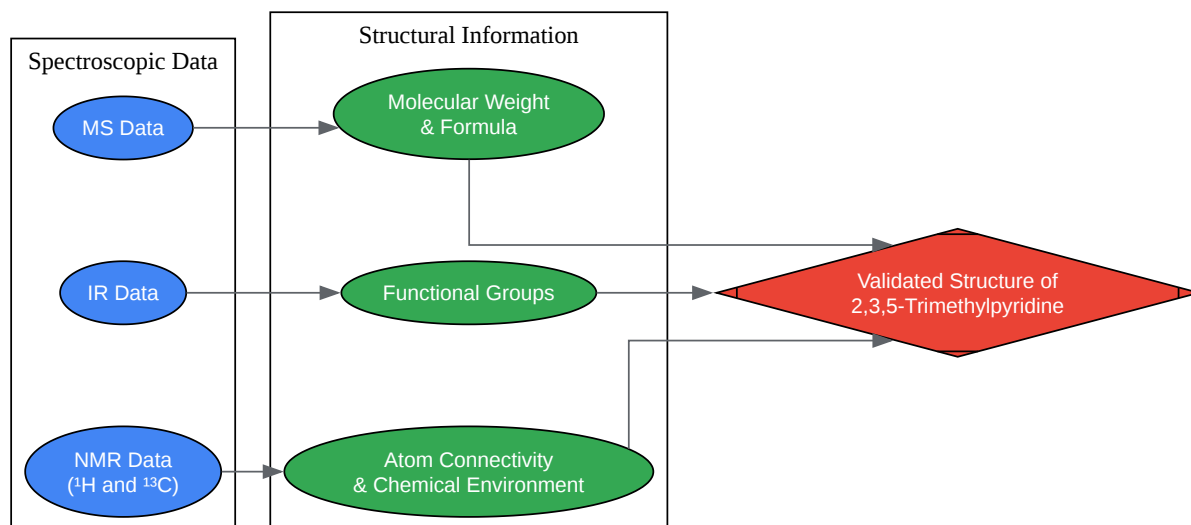 Spectroscopic Data
MS Data
IR Data
NMR Data
(¹H and ¹³C)
Structural Information
Molecular Weight
& Formula
Functional Groups
Atom Connectivity
& Chemical Environment
Validated Structure of
2,3,5-Trimethylpyridine